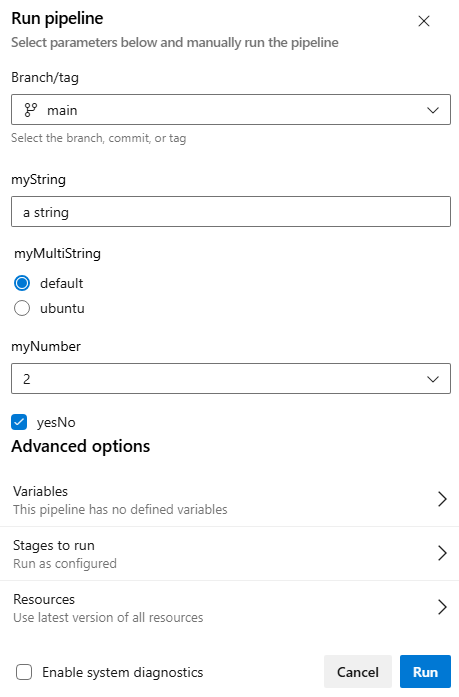 Run pipeline
Select parameters below and manually run the pipeline
Branch/tag
main
Select the branch, commit, or tag
myString
a string
myMultiString
default
ubuntu
myNumber
2
yesNo
Advanced options
Variables
This pipeline has no defined variables
Stages to run
Run as configured
Resources
Use latest version of all resources
Enable system diagnostics
Cancel
Run